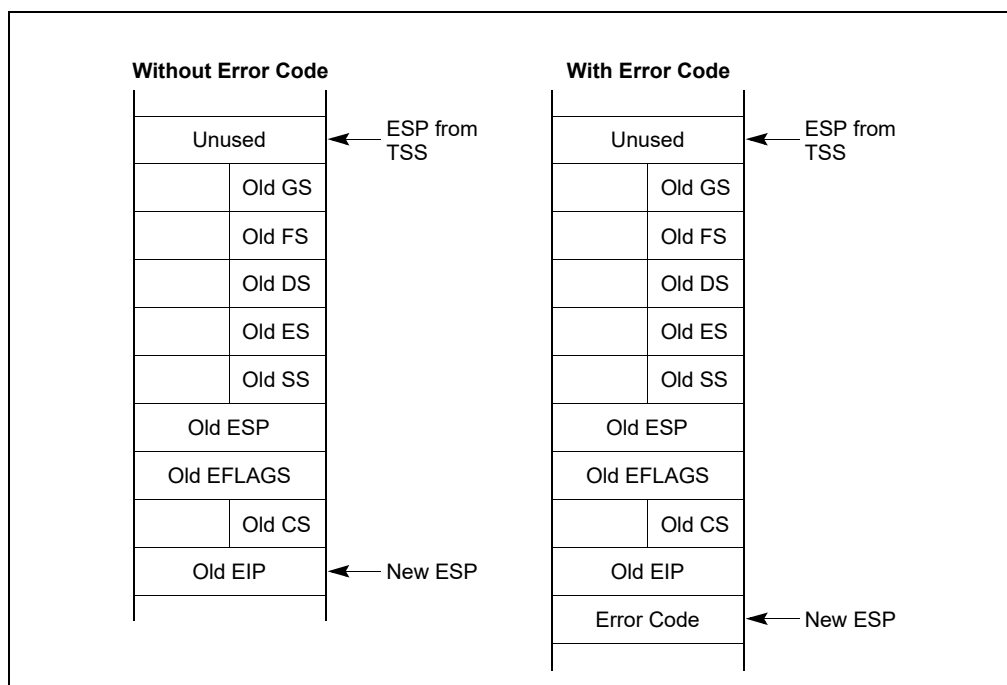 Without Error Code
Unused
ESP from
TSS
Old GS
Old FS
Old DS
Old ES
Old SS
Old ESP
Old EFLAGS
Old CS
Old EIP
New ESP
With Error Code
Unused
ESP from
TSS
Old GS
Old FS
Old DS
Old ES
Old SS
Old ESP
Old EFLAGS
Old CS
Old EIP
Error Code
New ESP